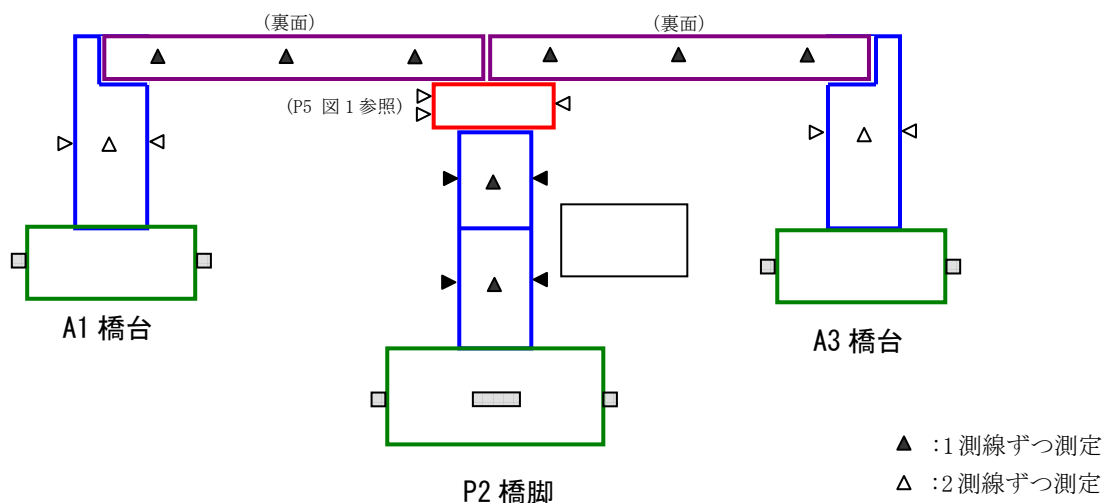 (裏面)
(裏面)
(P5 図1参照)
A1 橋台
A3 橋台
P2 橋脚
▲ :1測線ずつ測定
△ :2測線ずつ測定